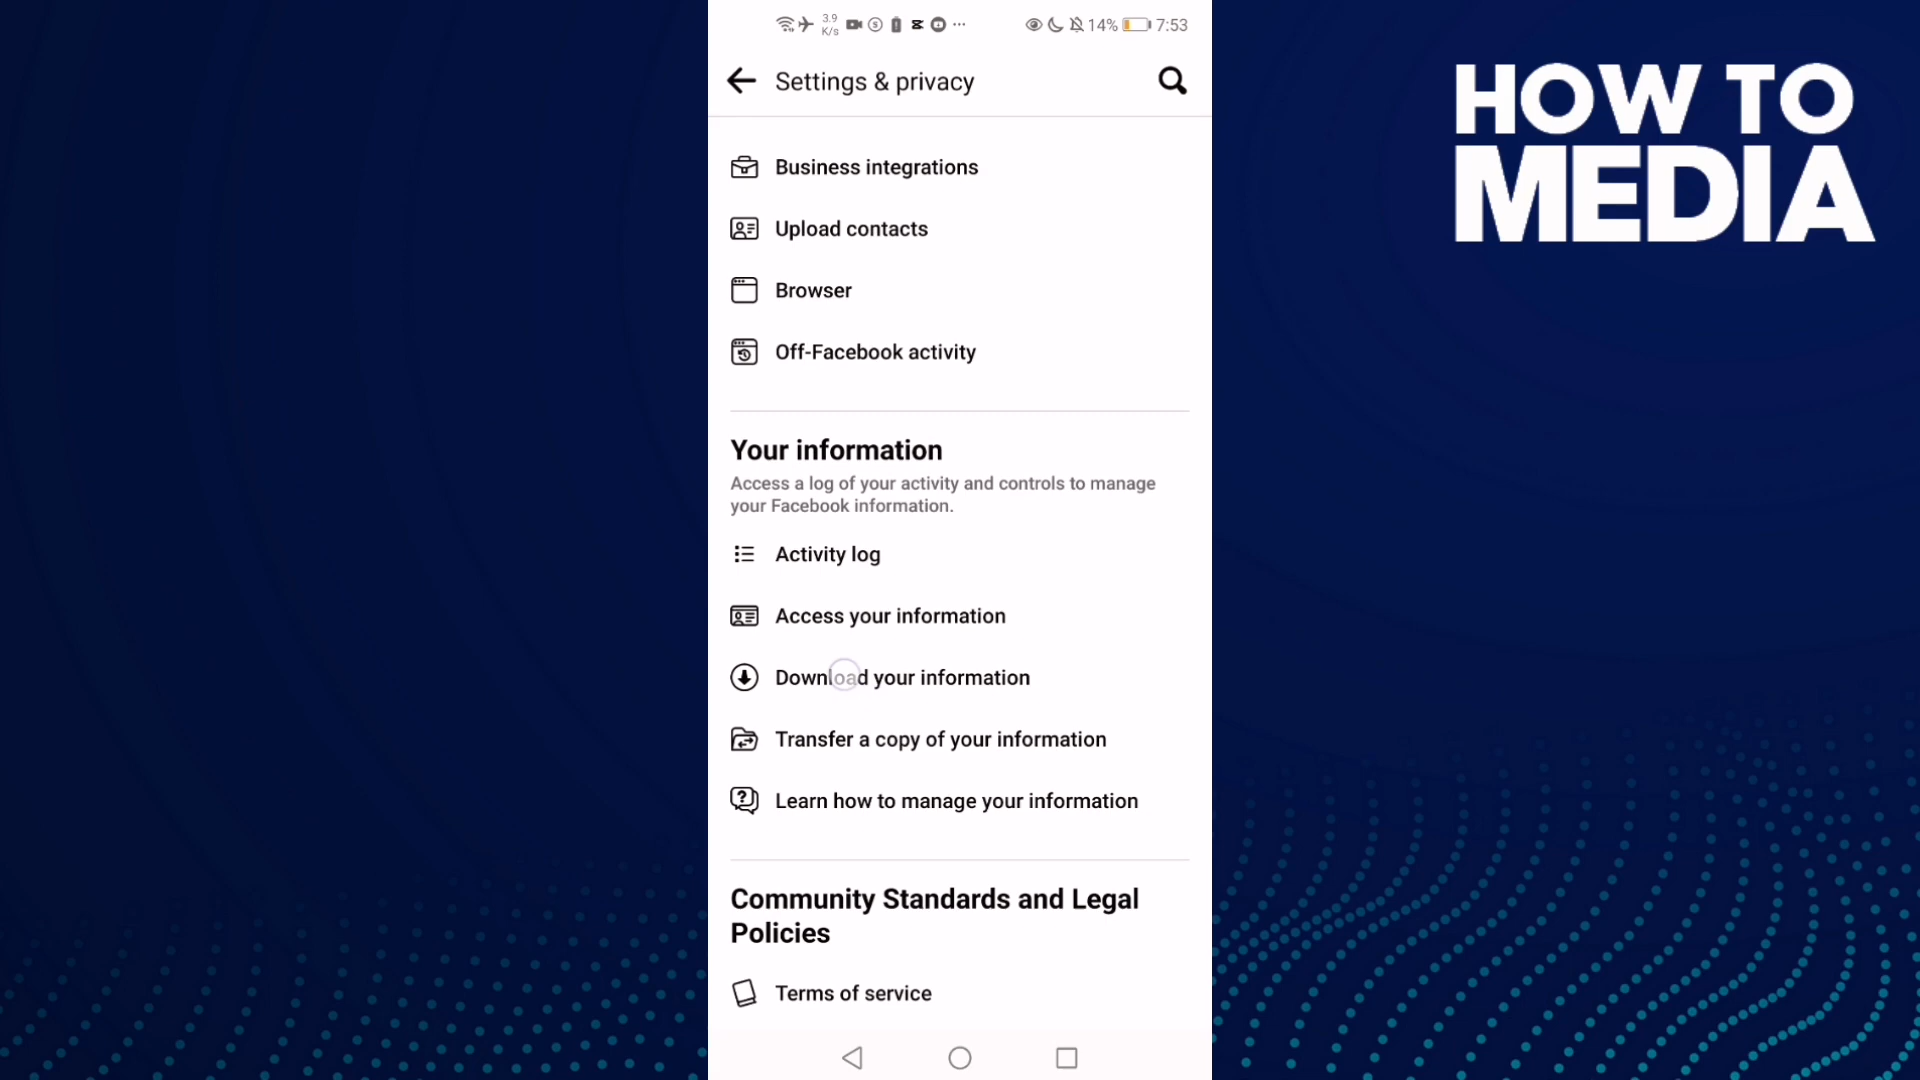 3.9
K/s
14%
7:53
Settings & privacy
HOW TO
MEDIA
Business integrations
Upload contacts
Browser
Off-Facebook activity
Your information
Access a log of your activity and controls to manage
your Facebook information.
Activity log
Access your information
Download your information
Transfer a copy of your information
Learn how to manage your information
Community Standards and Legal
Policies
Terms of service